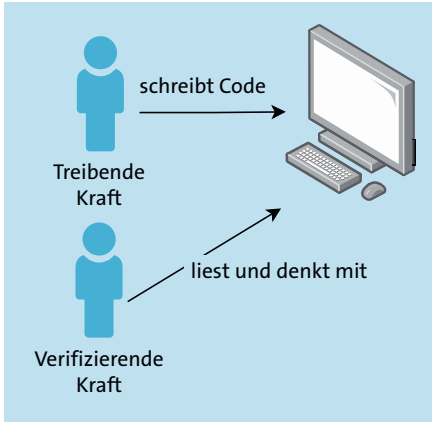 schreibt Code
Treibende
Kraft
liest und denkt mit
Verifizierende
Kraft